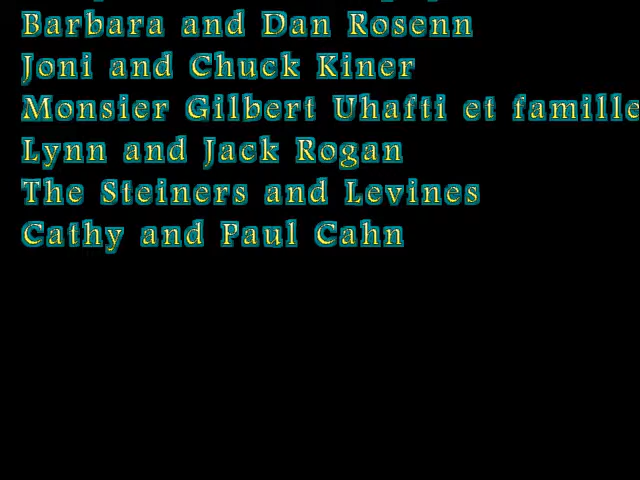 Barbara and Dan Rosenn
Joni and Chuck Kiner
Monsier Gilbert Uhafti et famille
Lynn and Jack Rogan
The Steiners and Levines
Cathy and Paul Cahn